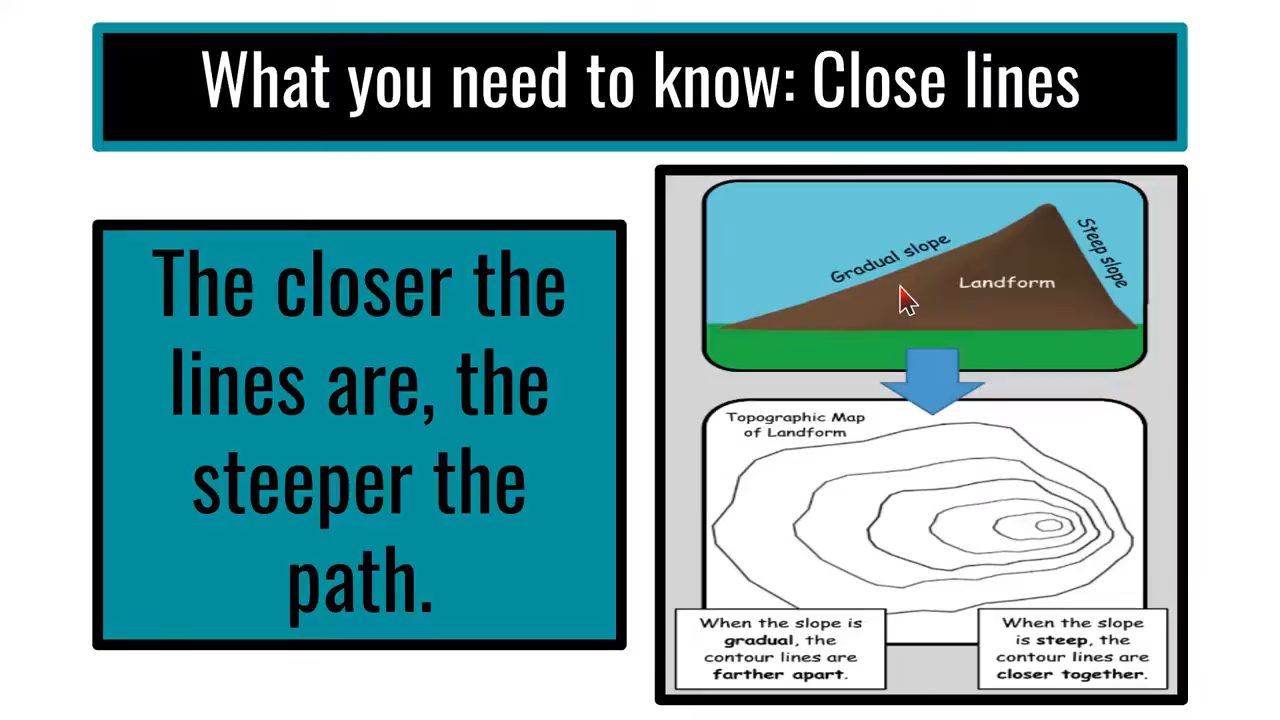 What you need to know: Close lines
The closer the
lines are, the
steeper the
path.
Gradual slope
Steep slope
Landform
Topographic Map
of Landform
When the slope is
gradual, the
contour lines are
farther apart.
When the slope
is steep, the
contour lines are
closer together.